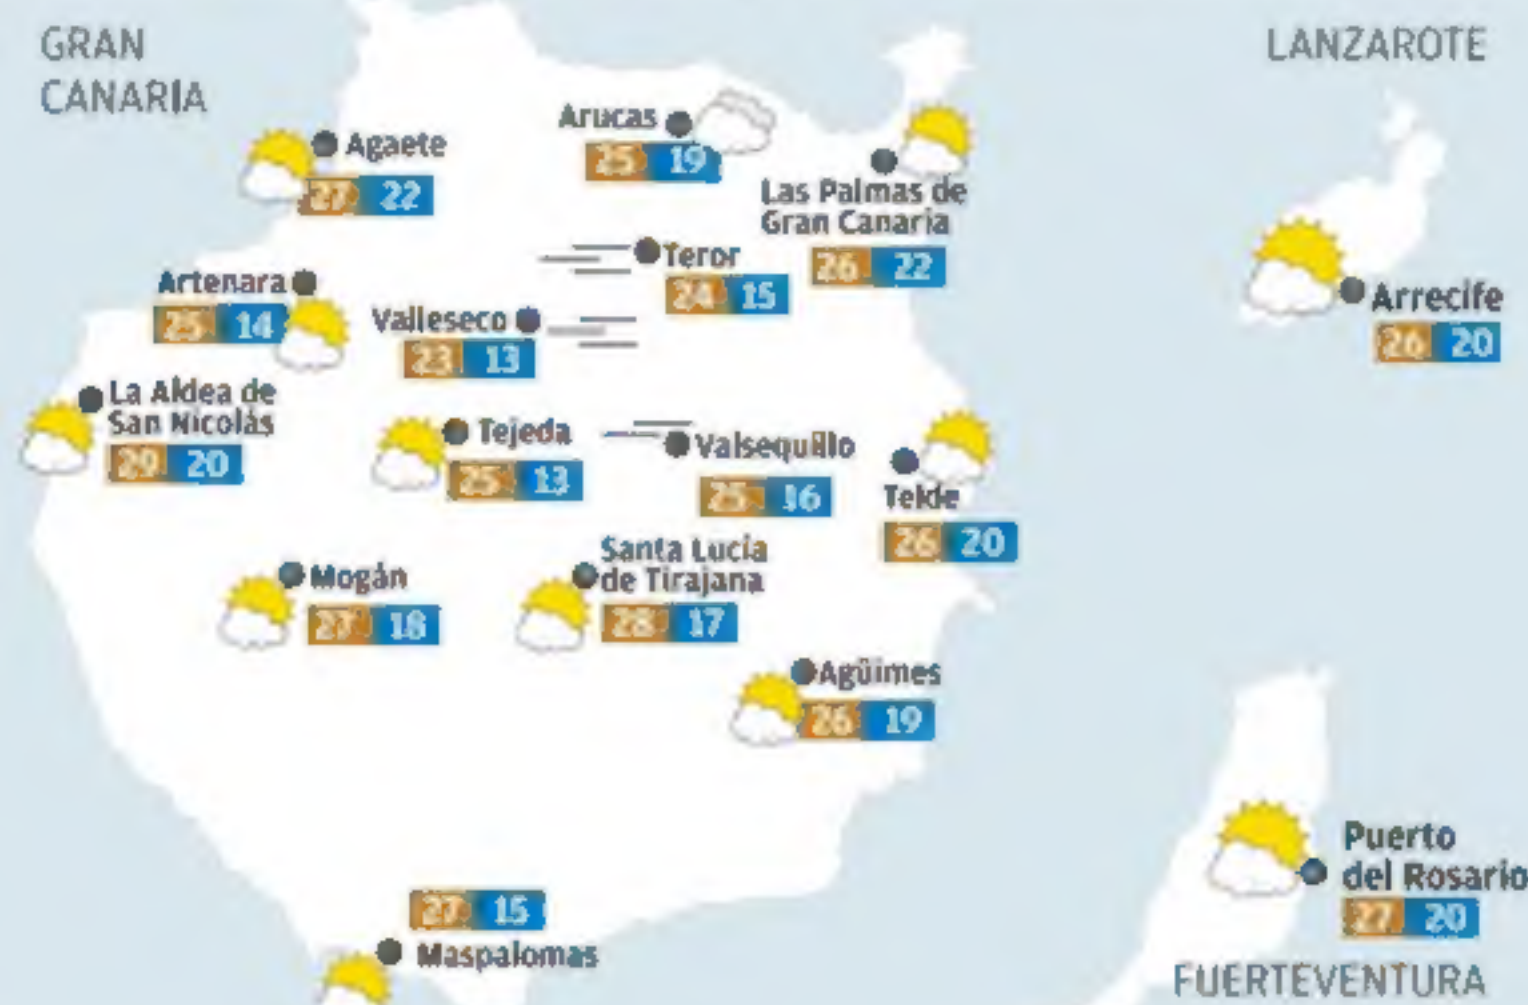 GRAN
CANARIA
LANZAROTE
Agaete
27 22
Arucas
25 19
Las Palmas de
Gran Canaria
26 22
Teror
24 15
Artenara
25 14
Valleseco
23 13
Arrecife
26 20
La Aldea de
San Nicolás
29 20
Tejeda
25 13
Valsequillo
25 16
Telde
26 20
Mogán
27 18
Santa Lucía
de Tirajana
28 17
Agüimes
26 19
Puerto
del Rosario
27 20
27 15
Maspalomas
FUERTEVENTURA